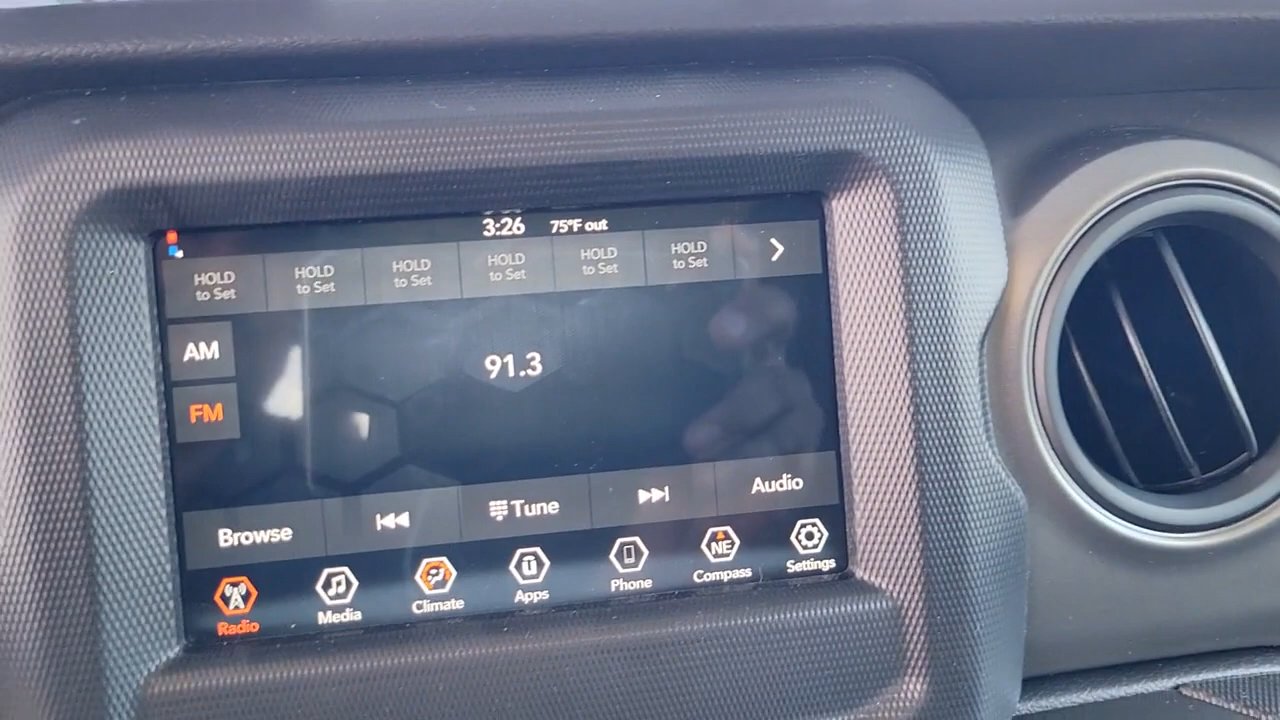 3:26 75°F out
HOLD HOLD HOLD HOLD HOLD HOLD
to Set to Set to Set to Set to Set to Set
AM
91.3
FM
Browse Tune Audio
Radio Media Climate Apps Phone NE Compass Settings